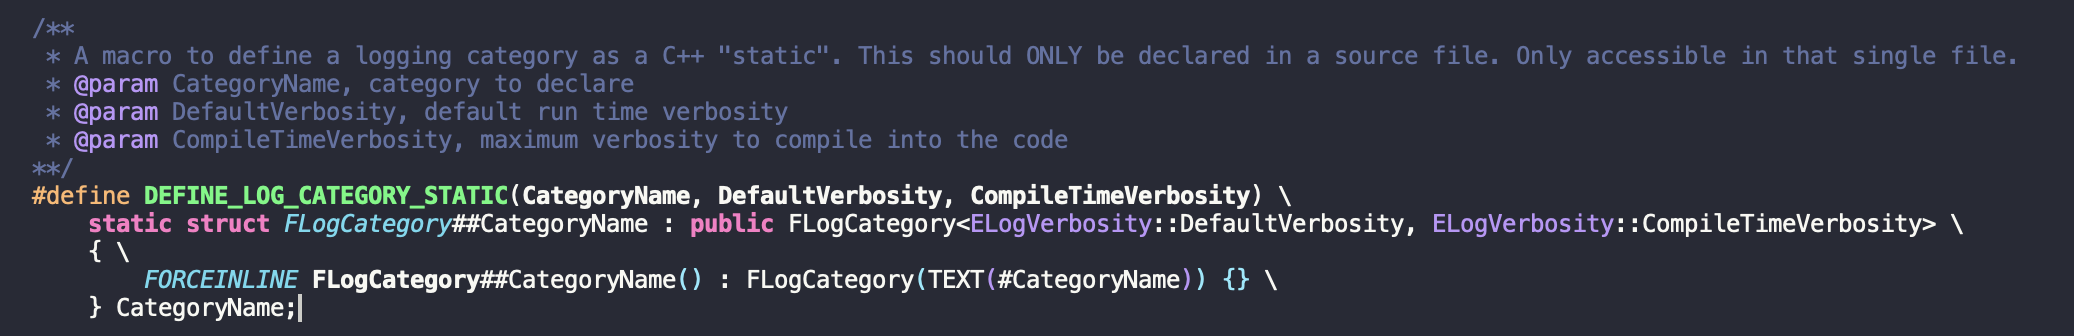 /**
 * A macro to define a logging category as a C++ "static". This should ONLY be declared in a source file. Only accessible in that single file.
 * @param CategoryName, category to declare
 * @param DefaultVerbosity, default run time verbosity
 * @param CompileTimeVerbosity, maximum verbosity to compile into the code
**/
#define DEFINE_LOG_CATEGORY_STATIC(CategoryName, DefaultVerbosity, CompileTimeVerbosity) \
    static struct FLogCategory##CategoryName : public FLogCategory<ELogVerbosity::DefaultVerbosity, ELogVerbosity::CompileTimeVerbosity> \
    { \
        FORCEINLINE FLogCategory##CategoryName() : FLogCategory(TEXT(#CategoryName)) {} \
    } CategoryName;